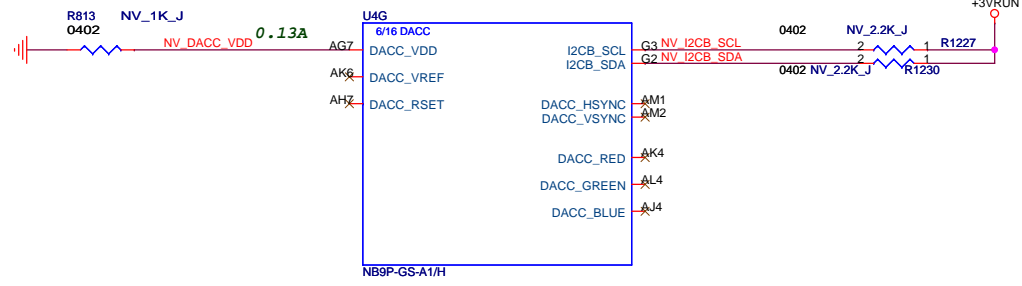 +3VRUN
R813
NV_1K_J
U4G
0402
0.13A
6/16 DACC
0402
NV_2.2K_J
NV_DACC_VDD
AG7
DACC_VDD
I2CB_SCL
G3
NV_I2CB_SCL
2
1
R1227
I2CB_SDA
G2
NV_I2CB_SDA
2
1
0402
NV_2.2K_J
R1230
AK6
DACC_VREF
AH7
DACC_RSET
DACC_HSYNC
AM1
DACC_VSYNC
AM2
DACC_RED
AK4
DACC_GREEN
AL4
DACC_BLUE
AJ4
NB9P-GS-A1/H